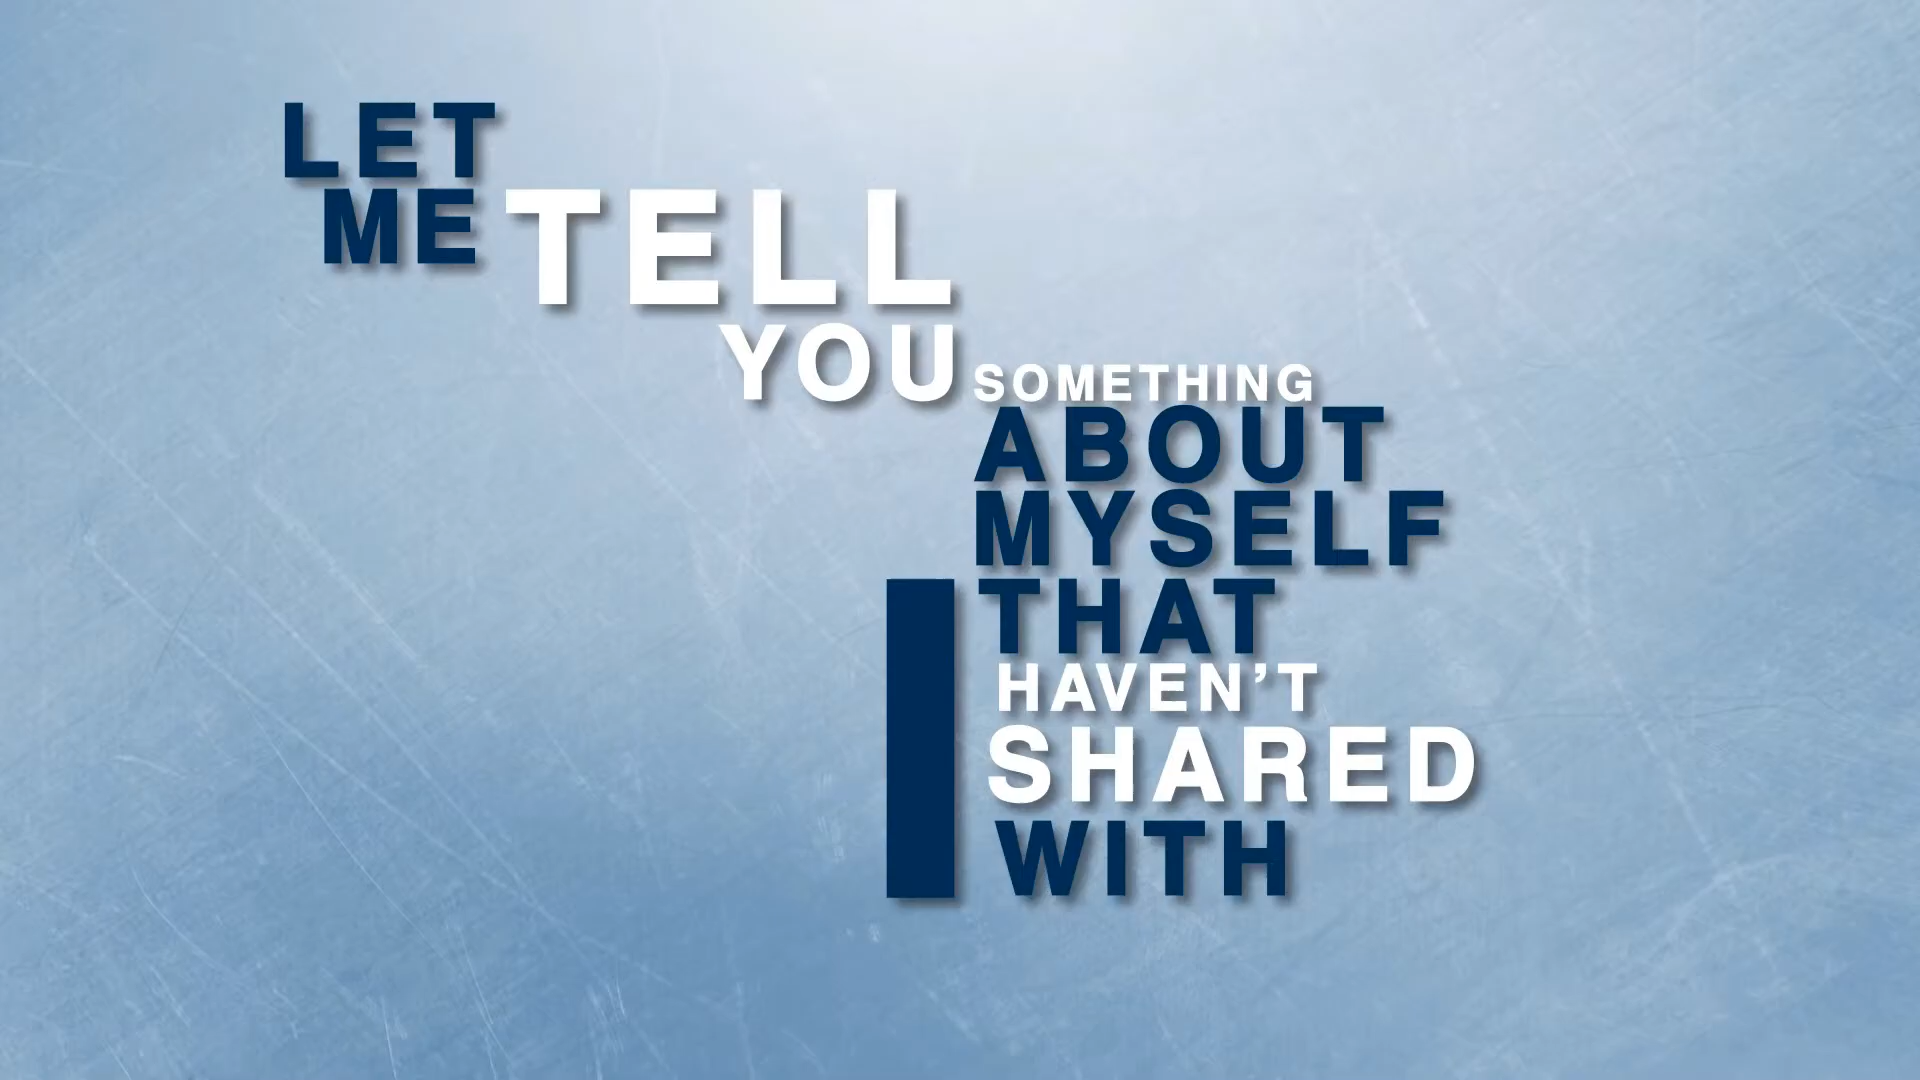 LET
ME TELL
YOU SOMETHING
ABOUT
MYSELF
THAT
I HAVEN'T
SHARED
WITH